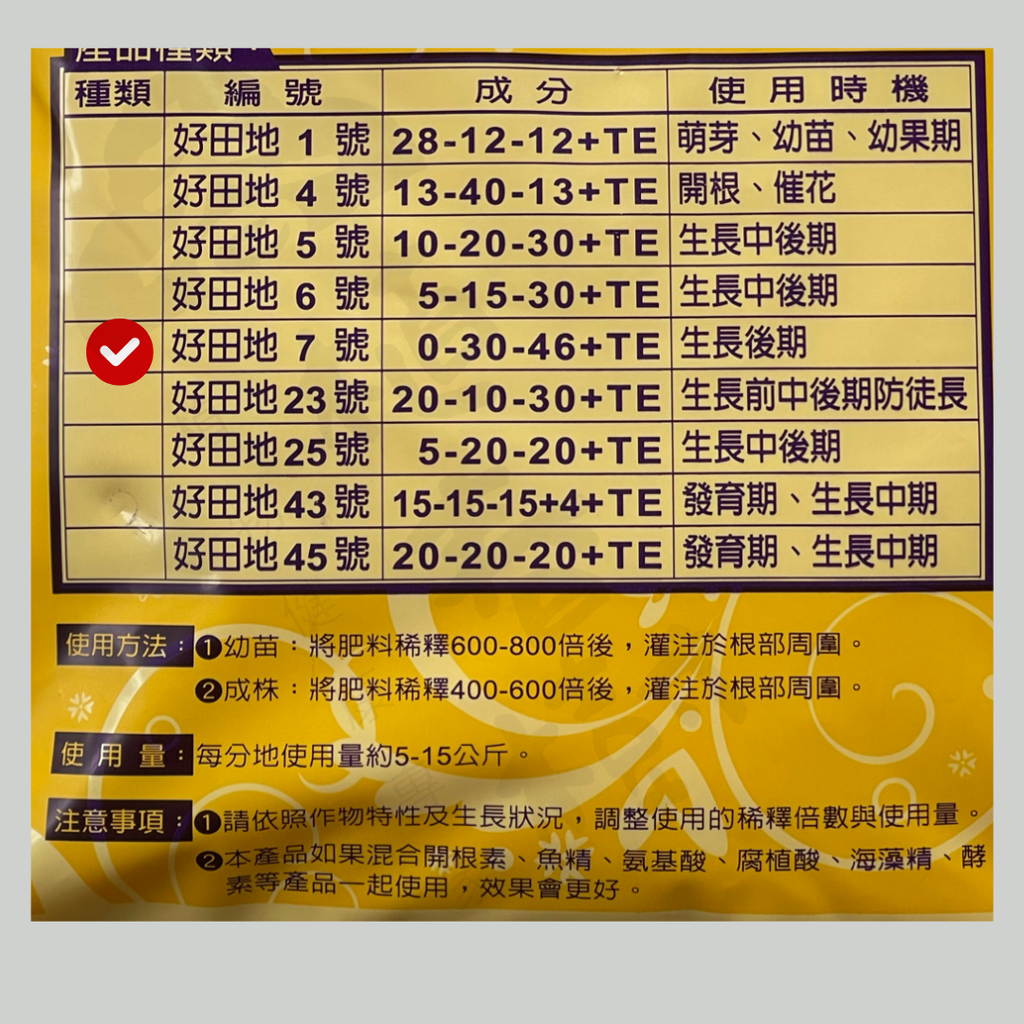 產品種類：
種類 編號 成分 使用時機
好田地 1 號 28-12-12+TE 萌芽、幼苗、幼果期
好田地 4 號 13-40-13+TE 開根、催花
好田地 5 號 10-20-30+TE 生長中後期
好田地 6 號 5-15-30+TE 生長中後期
好田地 7 號 0-30-46+TE 生長後期
好田地 23 號 20-10-30+TE 生長前中後期防徒長
好田地 25 號 5-20-20+TE 生長中後期
好田地 43 號 15-15-15+4+TE 發育期、生長中期
好田地 45 號 20-20-20+TE 發育期、生長中期
使用方法：❶幼苗：將肥料稀釋600-800倍後，灌注於根部周圍。
❷成株：將肥料稀釋400-600倍後，灌注於根部周圍。
使用量：每分地使用量約5-15公斤。
注意事項：❶請依照作物特性及生長狀況，調整使用的稀釋倍數與使用量。
❷本產品如果混合開根素、魚精、氨基酸、腐植酸、海藻精、酵
素等產品一起使用，效果會更好。